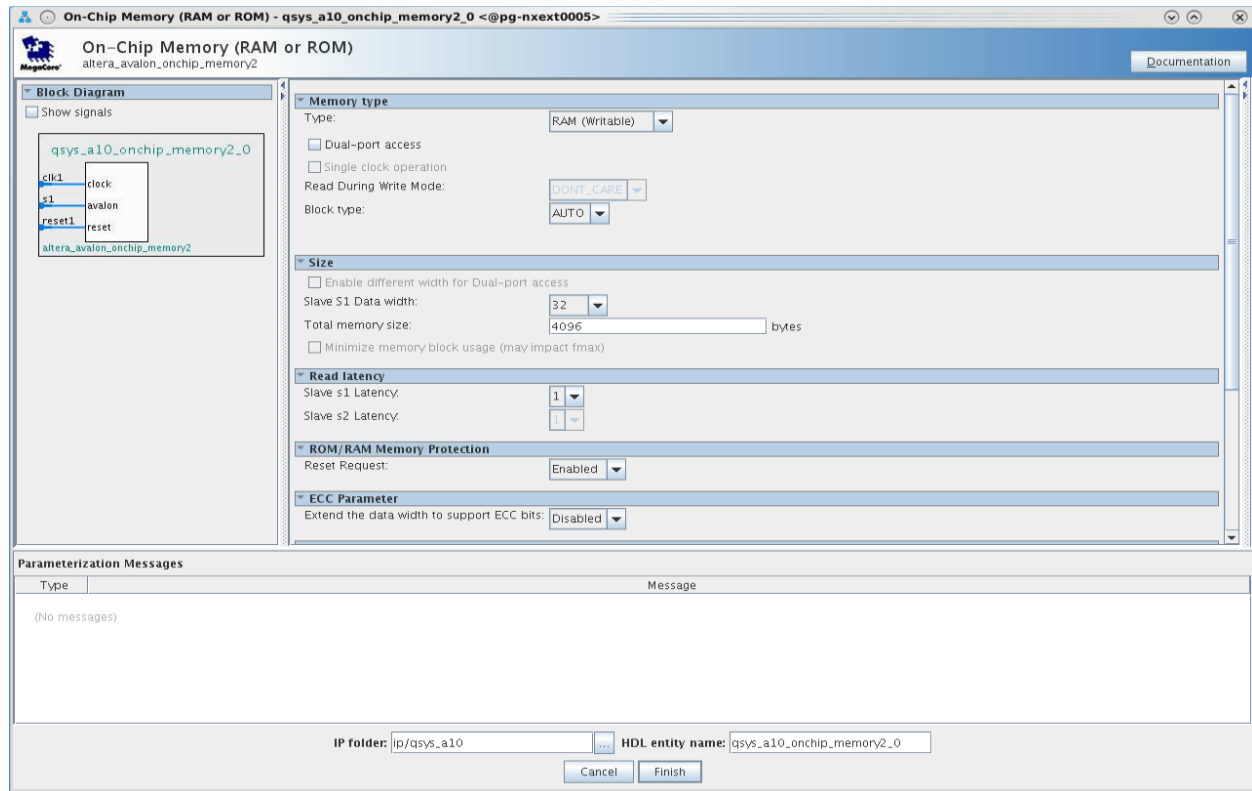 On-Chip Memory (RAM or ROM) - qsys_a10_onchip_memory2_0 <@pg-nxext0005>
MegaCore'
On-Chip Memory (RAM or ROM)
altera_avalon_onchip_memory2
Documentation
Block Diagram
Show signals
qsys_a10_onchip_memory2_0
clk1
clock
s1
avalon
reset1
reset
altera_avalon_onchip_memory2
Memory type
Type: RAM (Writable)
Dual-port access
Single clock operation
Read During Write Mode: DONT_CARE
Block type: AUTO
Size
Enable different width for Dual-port access
Slave S1 Data width: 32
Total memory size: 4096 bytes
Minimize memory block usage (may impact fmax)
Read latency
Slave s1 Latency: 1
Slave s2 Latency: 1
ROM/RAM Memory Protection
Reset Request: Enabled
ECC Parameter
Extend the data width to support ECC bits: Disabled
Parameterization Messages
Type Message
(No messages)
IP folder: ip/qsys_a10 ... HDL entity name: qsys_a10_onchip_memory2_0
Cancel Finish